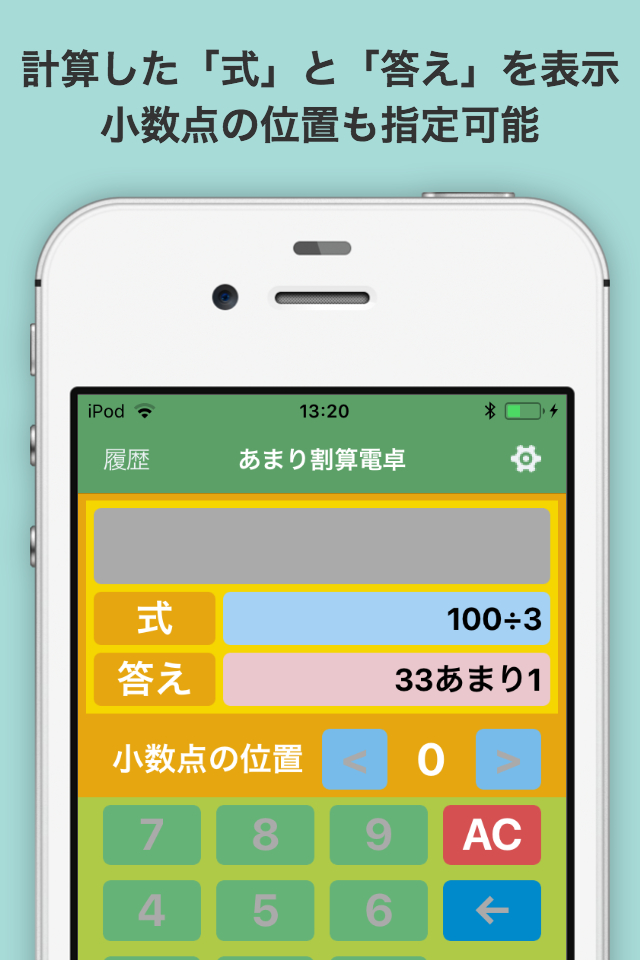 計算した「式」と「答え」を表示
小数点の位置も指定可能
iPod 13:20
履歴 あまり割算電卓
式 100÷3
答え 33あまり1
小数点の位置 < 0 >
7 8 9 AC
4 5 6 ←